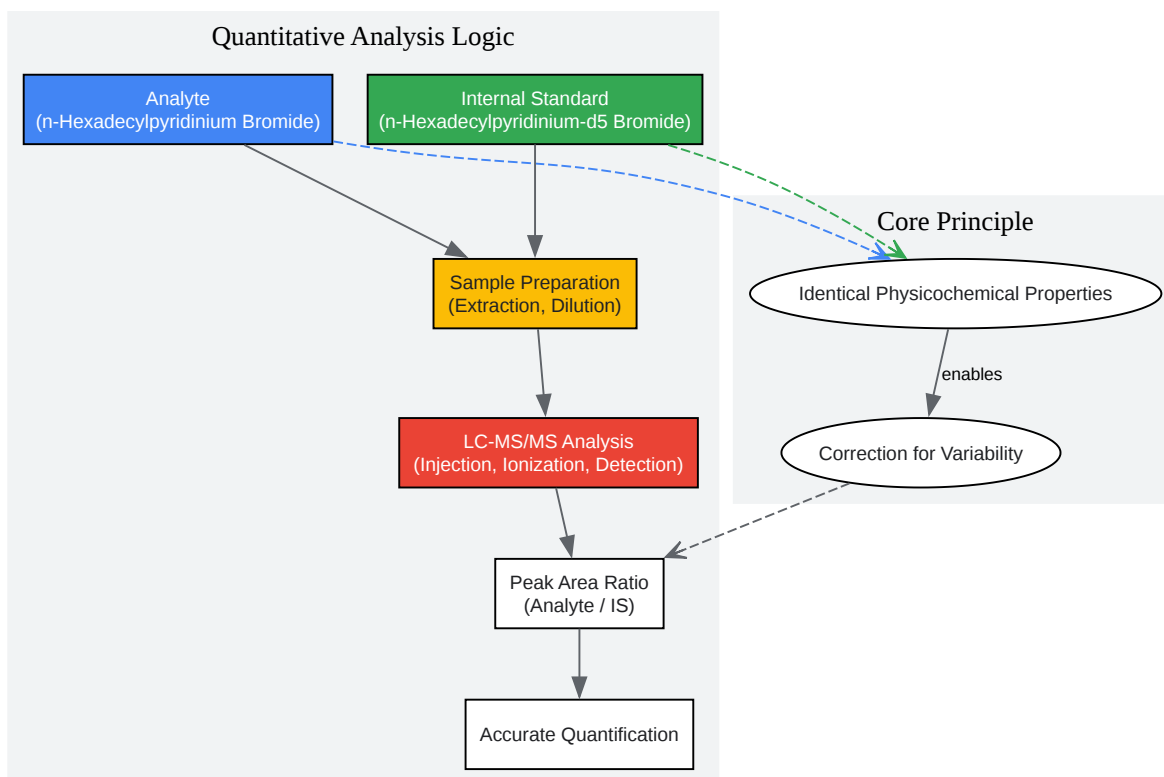 Quantitative Analysis Logic
Analyte
(n-Hexadecylpyridinium Bromide)
Internal Standard
(n-Hexadecylpyridinium-d5 Bromide)
Core Principle
Identical Physicochemical Properties
Sample Preparation
(Extraction, Dilution)
enables
LC-MS/MS Analysis
(Injection, Ionization, Detection)
Correction for Variability
Peak Area Ratio
(Analyte / IS)
Accurate Quantification